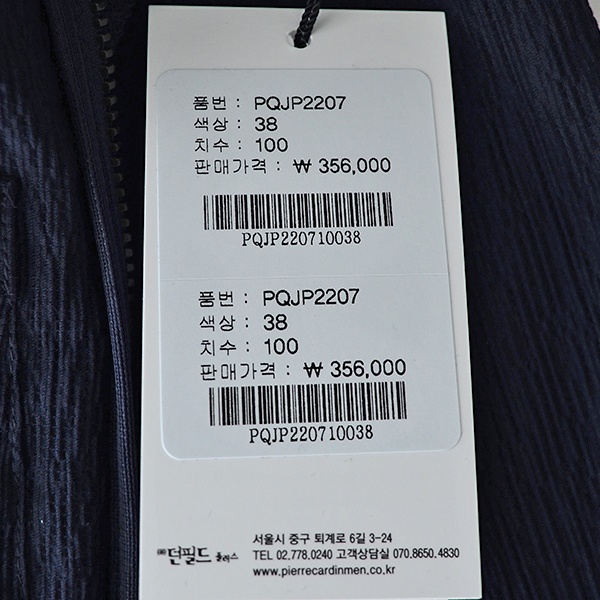 품번 : PQJP2207
색상 : 38
치수 : 100
판매가격 : ₩ 356,000
PQJP220710038
품번 : PQJP2207
색상 : 38
치수 : 100
판매가격 : ₩ 356,000
PQJP220710038
㈜던필드 플러스
서울시 중구 퇴계로 6길 3-24
TEL 02.778.0240 고객상담실 070.8650.4830
www.pierrecardinmen.co.kr